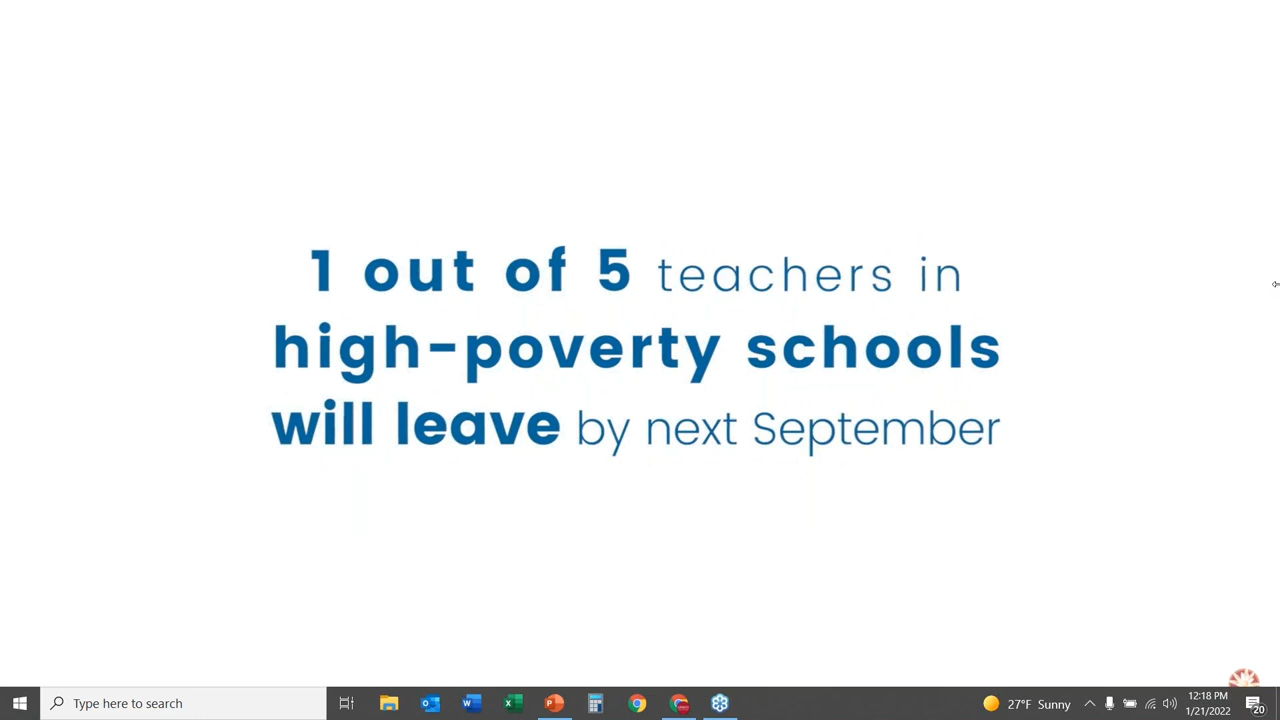 1 out of 5 teachers in
high-poverty schools
will leave by next September
Type here to search
27°F Sunny
12:18 PM
1/21/2022
20